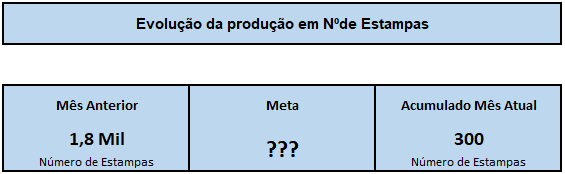 Evolução da produção em Nºde Estampas
Mês Anterior
1,8 Mil
Número de Estampas
Meta
???
Acumulado Mês Atual
300
Número de Estampas